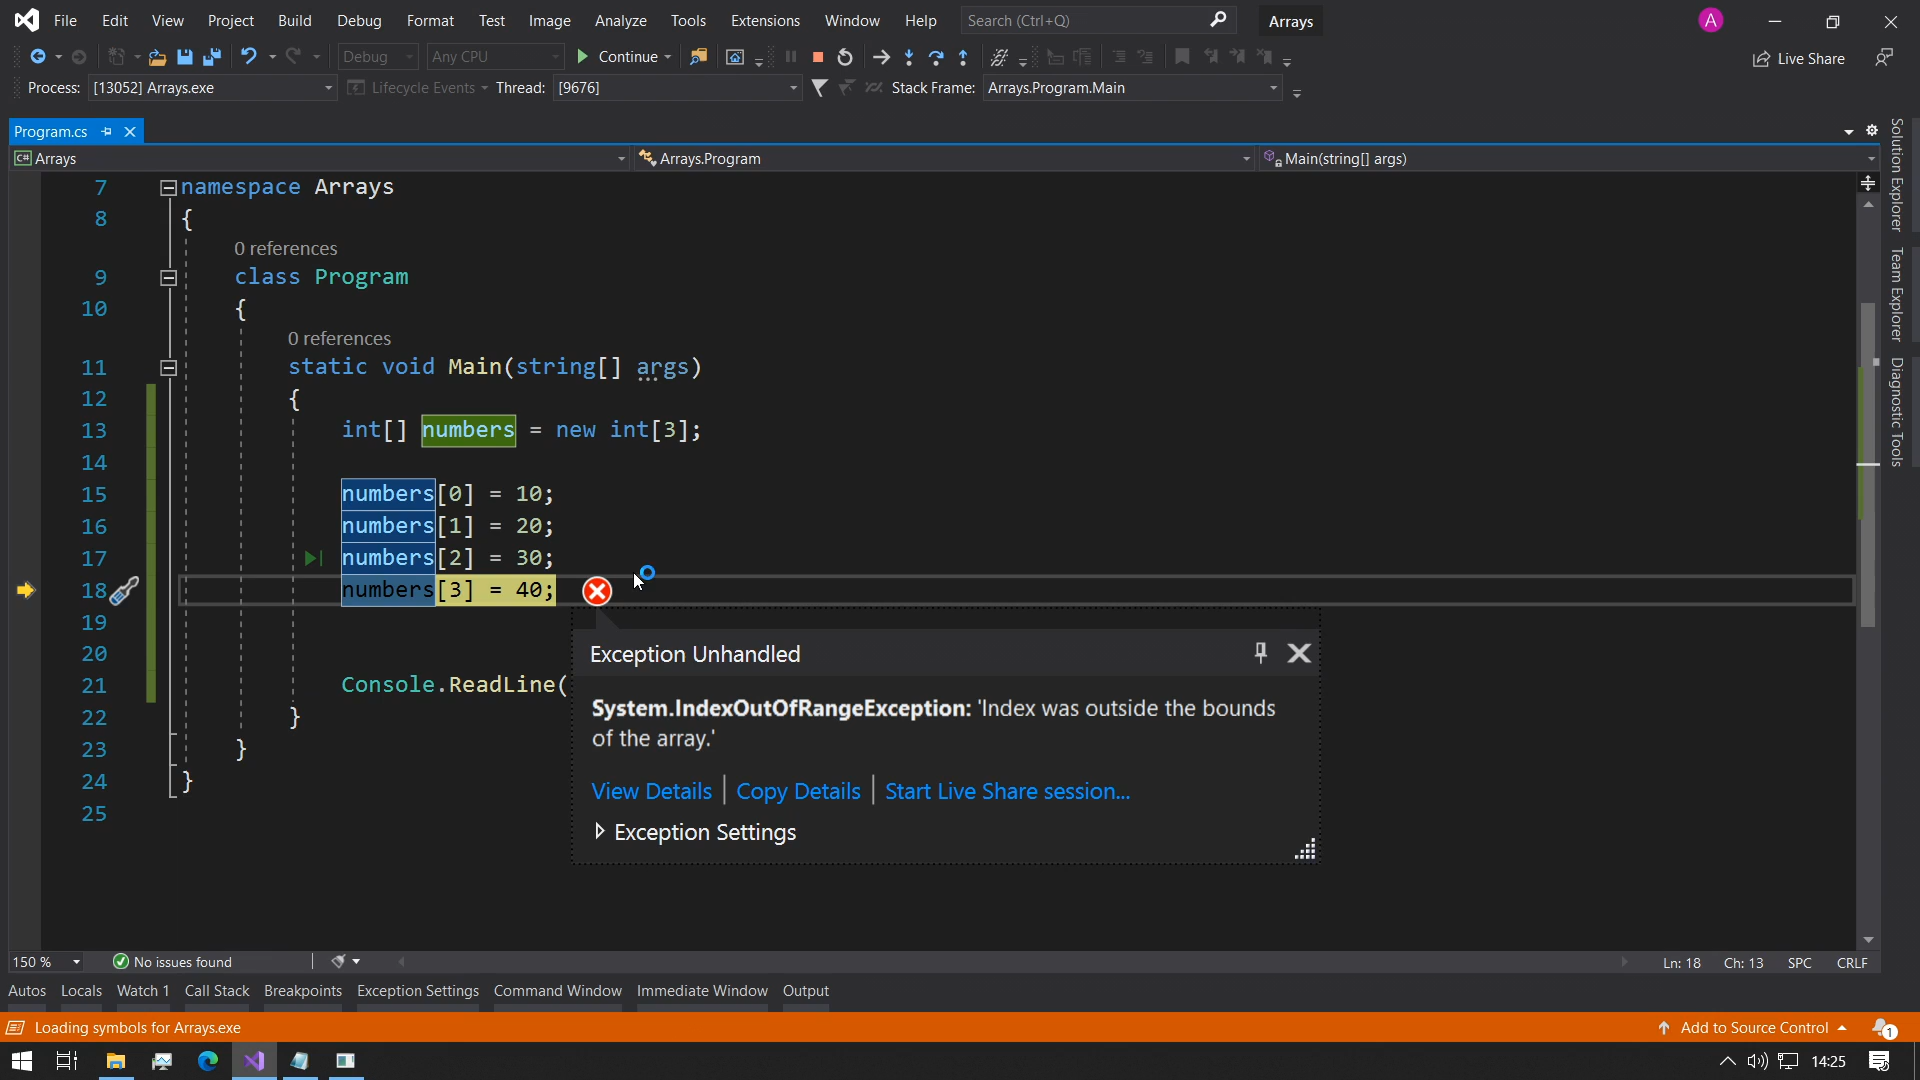 File Edit View Project Build Debug Format Test Image Analyze Tools Extensions Window Help Search (Ctrl+Q) Arrays A
Debug Any CPU Continue Live Share
Process: [13052] Arrays.exe Lifecycle Events Thread: [9676] Stack Frame: Arrays.Program.Main
Program.cs
C# Arrays Arrays.Program Main(string[] args)
7 namespace Arrays
8 {
0 references
9 class Program
10 {
0 references
11 static void Main(string[] args)
12 {
13 int[] numbers = new int[3];
14
15 numbers[0] = 10;
16 numbers[1] = 20;
17 numbers[2] = 30;
18 numbers[3] = 40;
19
20
21 Console.ReadLine(
22 }
23 }
24 }
25
Exception Unhandled
System.IndexOutOfRangeException: 'Index was outside the bounds
of the array.'
View Details Copy Details Start Live Share session...
Exception Settings
Solution Explorer
Team Explorer
Diagnostic Tools
150 % No issues found Ln: 18 Ch: 13 SPC CRLF
Autos Locals Watch 1 Call Stack Breakpoints Exception Settings Command Window Immediate Window Output
Loading symbols for Arrays.exe Add to Source Control 1
14:25